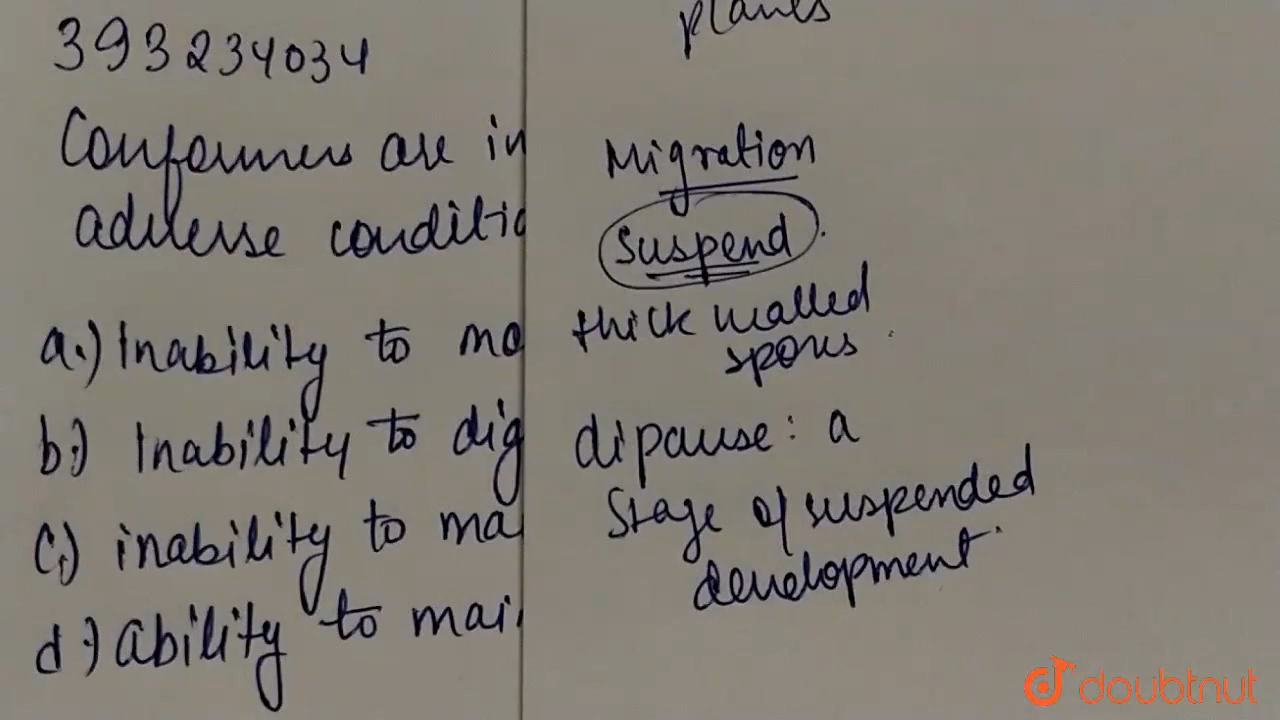 393234034
Conformers are in
adverse conditio
a.) Inability to ma
b.) Inability to dig
c.) inability to ma
d.) ability to mai
planes
Migration
Suspend.
thick walled
spores.
dipause: a
stage of suspended
development.
doubtnut